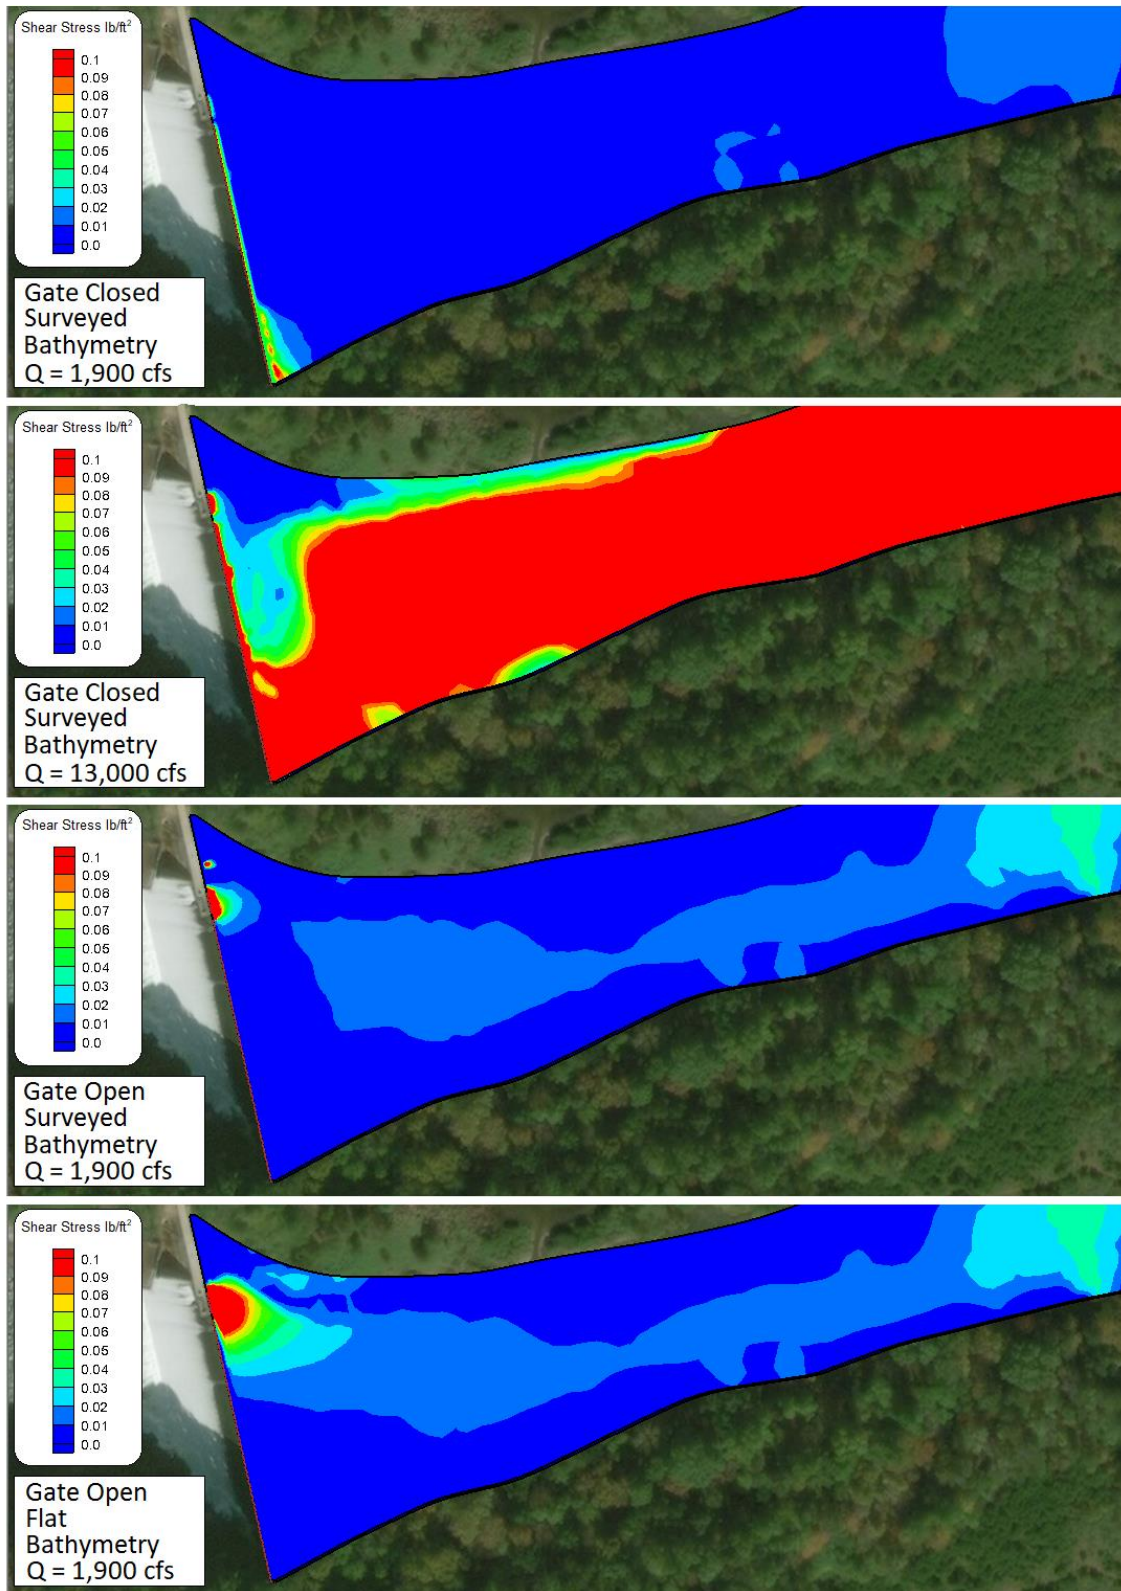 Shear Stress lb/ft²
0.1
0.09
0.08
0.07
0.06
0.05
0.04
0.03
0.02
0.01
0.0
Gate Closed
Surveyed
Bathymetry
Q = 1,900 cfs
Shear Stress lb/ft²
0.1
0.09
0.08
0.07
0.06
0.05
0.04
0.03
0.02
0.01
0.0
Gate Closed
Surveyed
Bathymetry
Q = 13,000 cfs
Shear Stress lb/ft²
0.1
0.09
0.08
0.07
0.06
0.05
0.04
0.03
0.02
0.01
0.0
Gate Open
Surveyed
Bathymetry
Q = 1,900 cfs
Shear Stress lb/ft²
0.1
0.09
0.08
0.07
0.06
0.05
0.04
0.03
0.02
0.01
0.0
Gate Open
Flat
Bathymetry
Q = 1,900 cfs